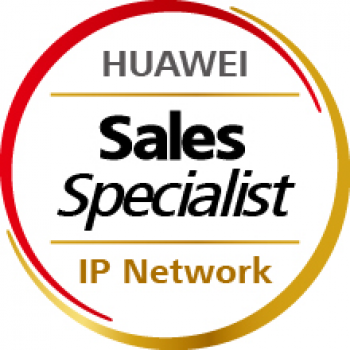 HUAWEI
Sales
Specialist
IP Network